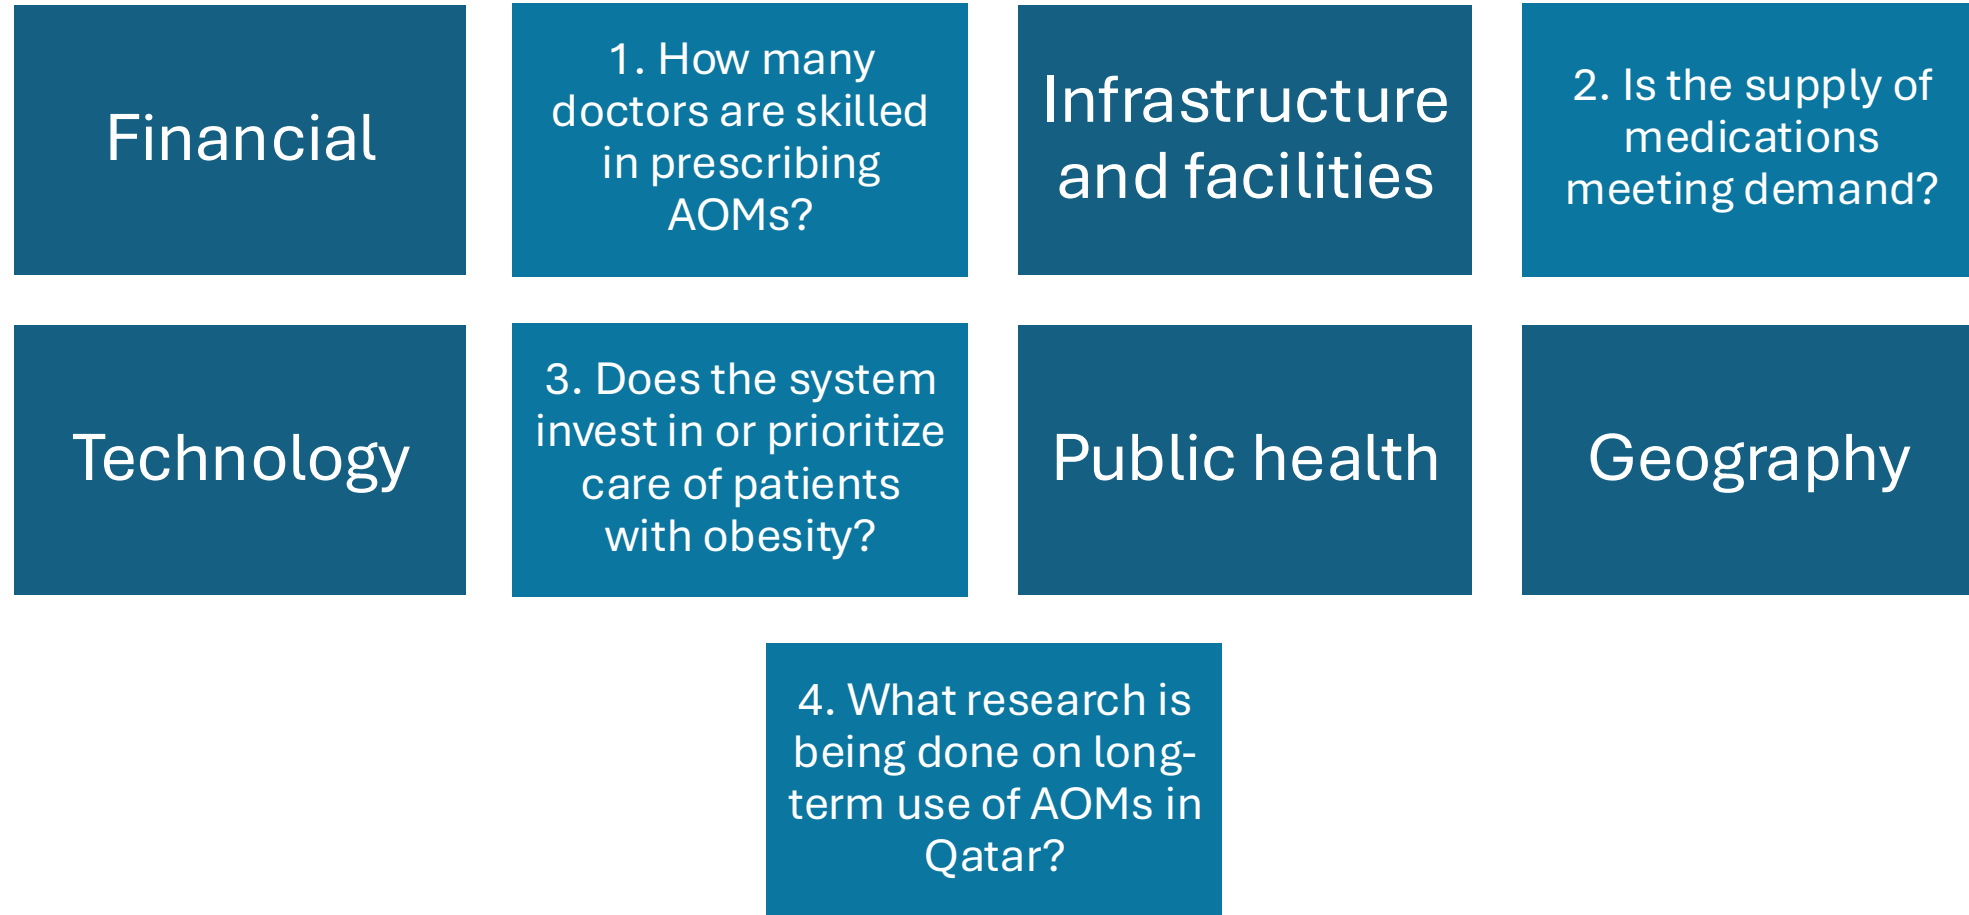 Financial
1. How many
doctors are skilled
in prescribing
AOMs?
Infrastructure
and facilities
2. Is the supply of
medications
meeting demand?
Technology
3. Does the system
invest in or prioritize
care of patients
with obesity?
Public health
Geography
4. What research is
being done on long-
term use of AOMs in
Qatar?